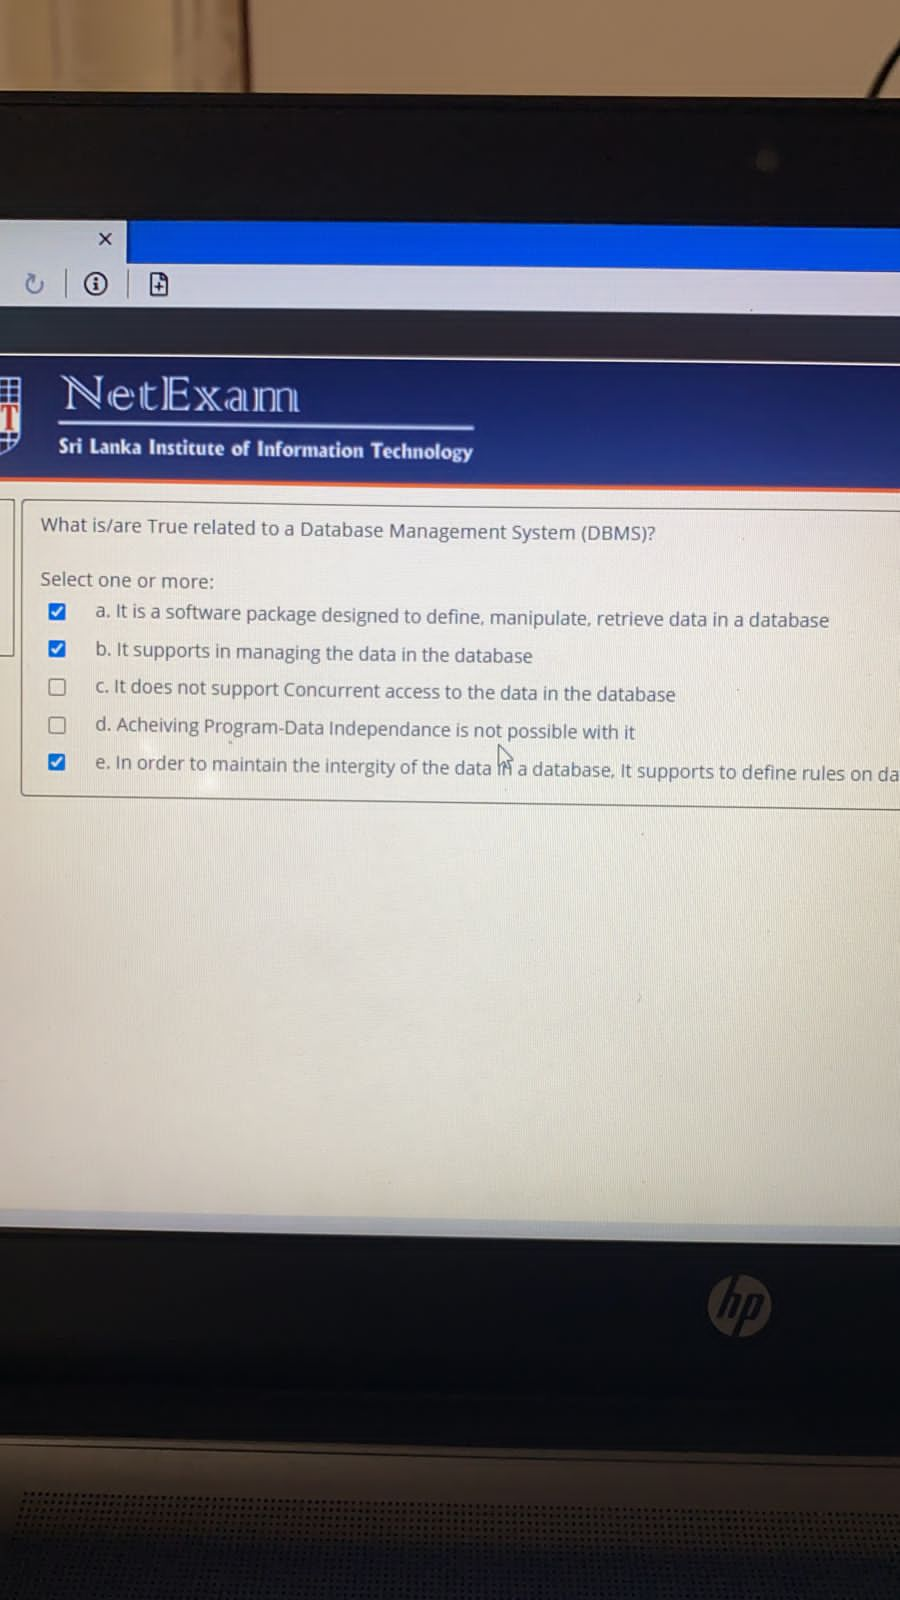 NetExam
Sri Lanka Institute of Information Technology
What is/are True related to a Database Management System (DBMS)?
Select one or more:
a. It is a software package designed to define, manipulate, retrieve data in a database
b. It supports in managing the data in the database
c. It does not support Concurrent access to the data in the database
d. Acheiving Program-Data Independance is not possible with it
e. In order to maintain the intergity of the data in a database, It supports to define rules on da
T
hp